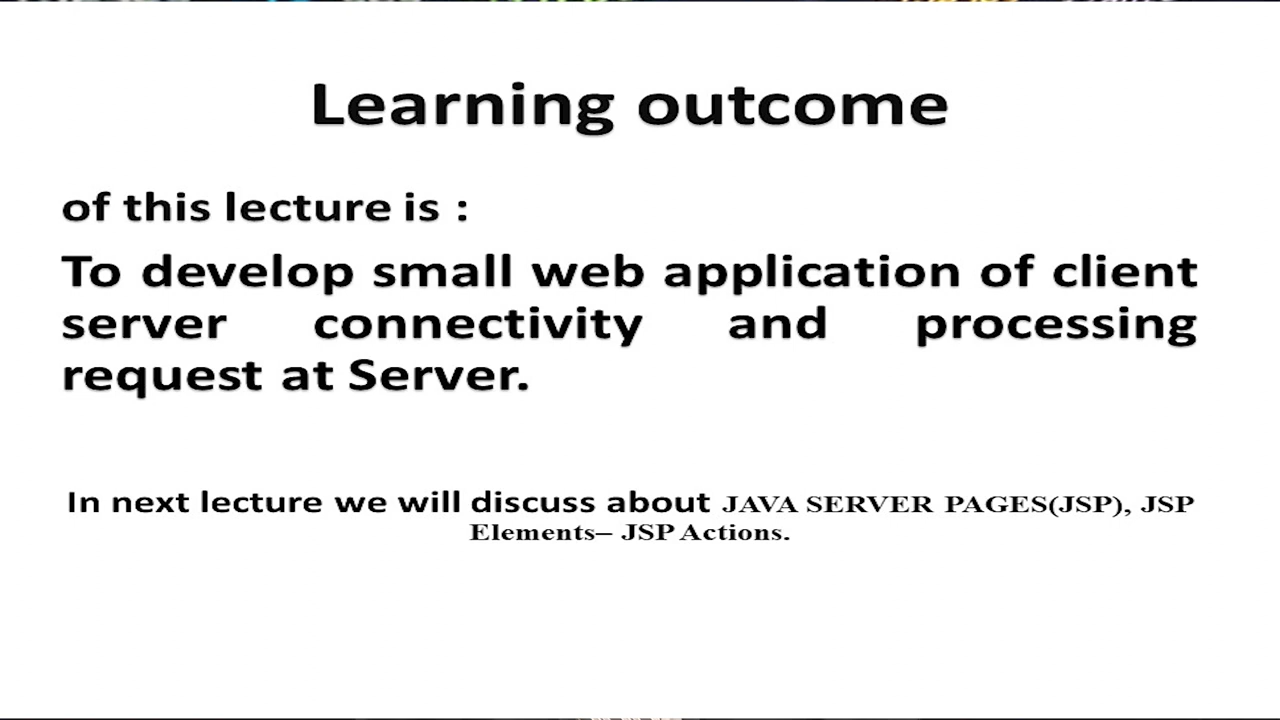 Learning outcome
of this lecture is :
To develop small web application of client
server connectivity and processing
request at Server.
In next lecture we will discuss about JAVA SERVER PAGES(JSP), JSP
Elements– JSP Actions.